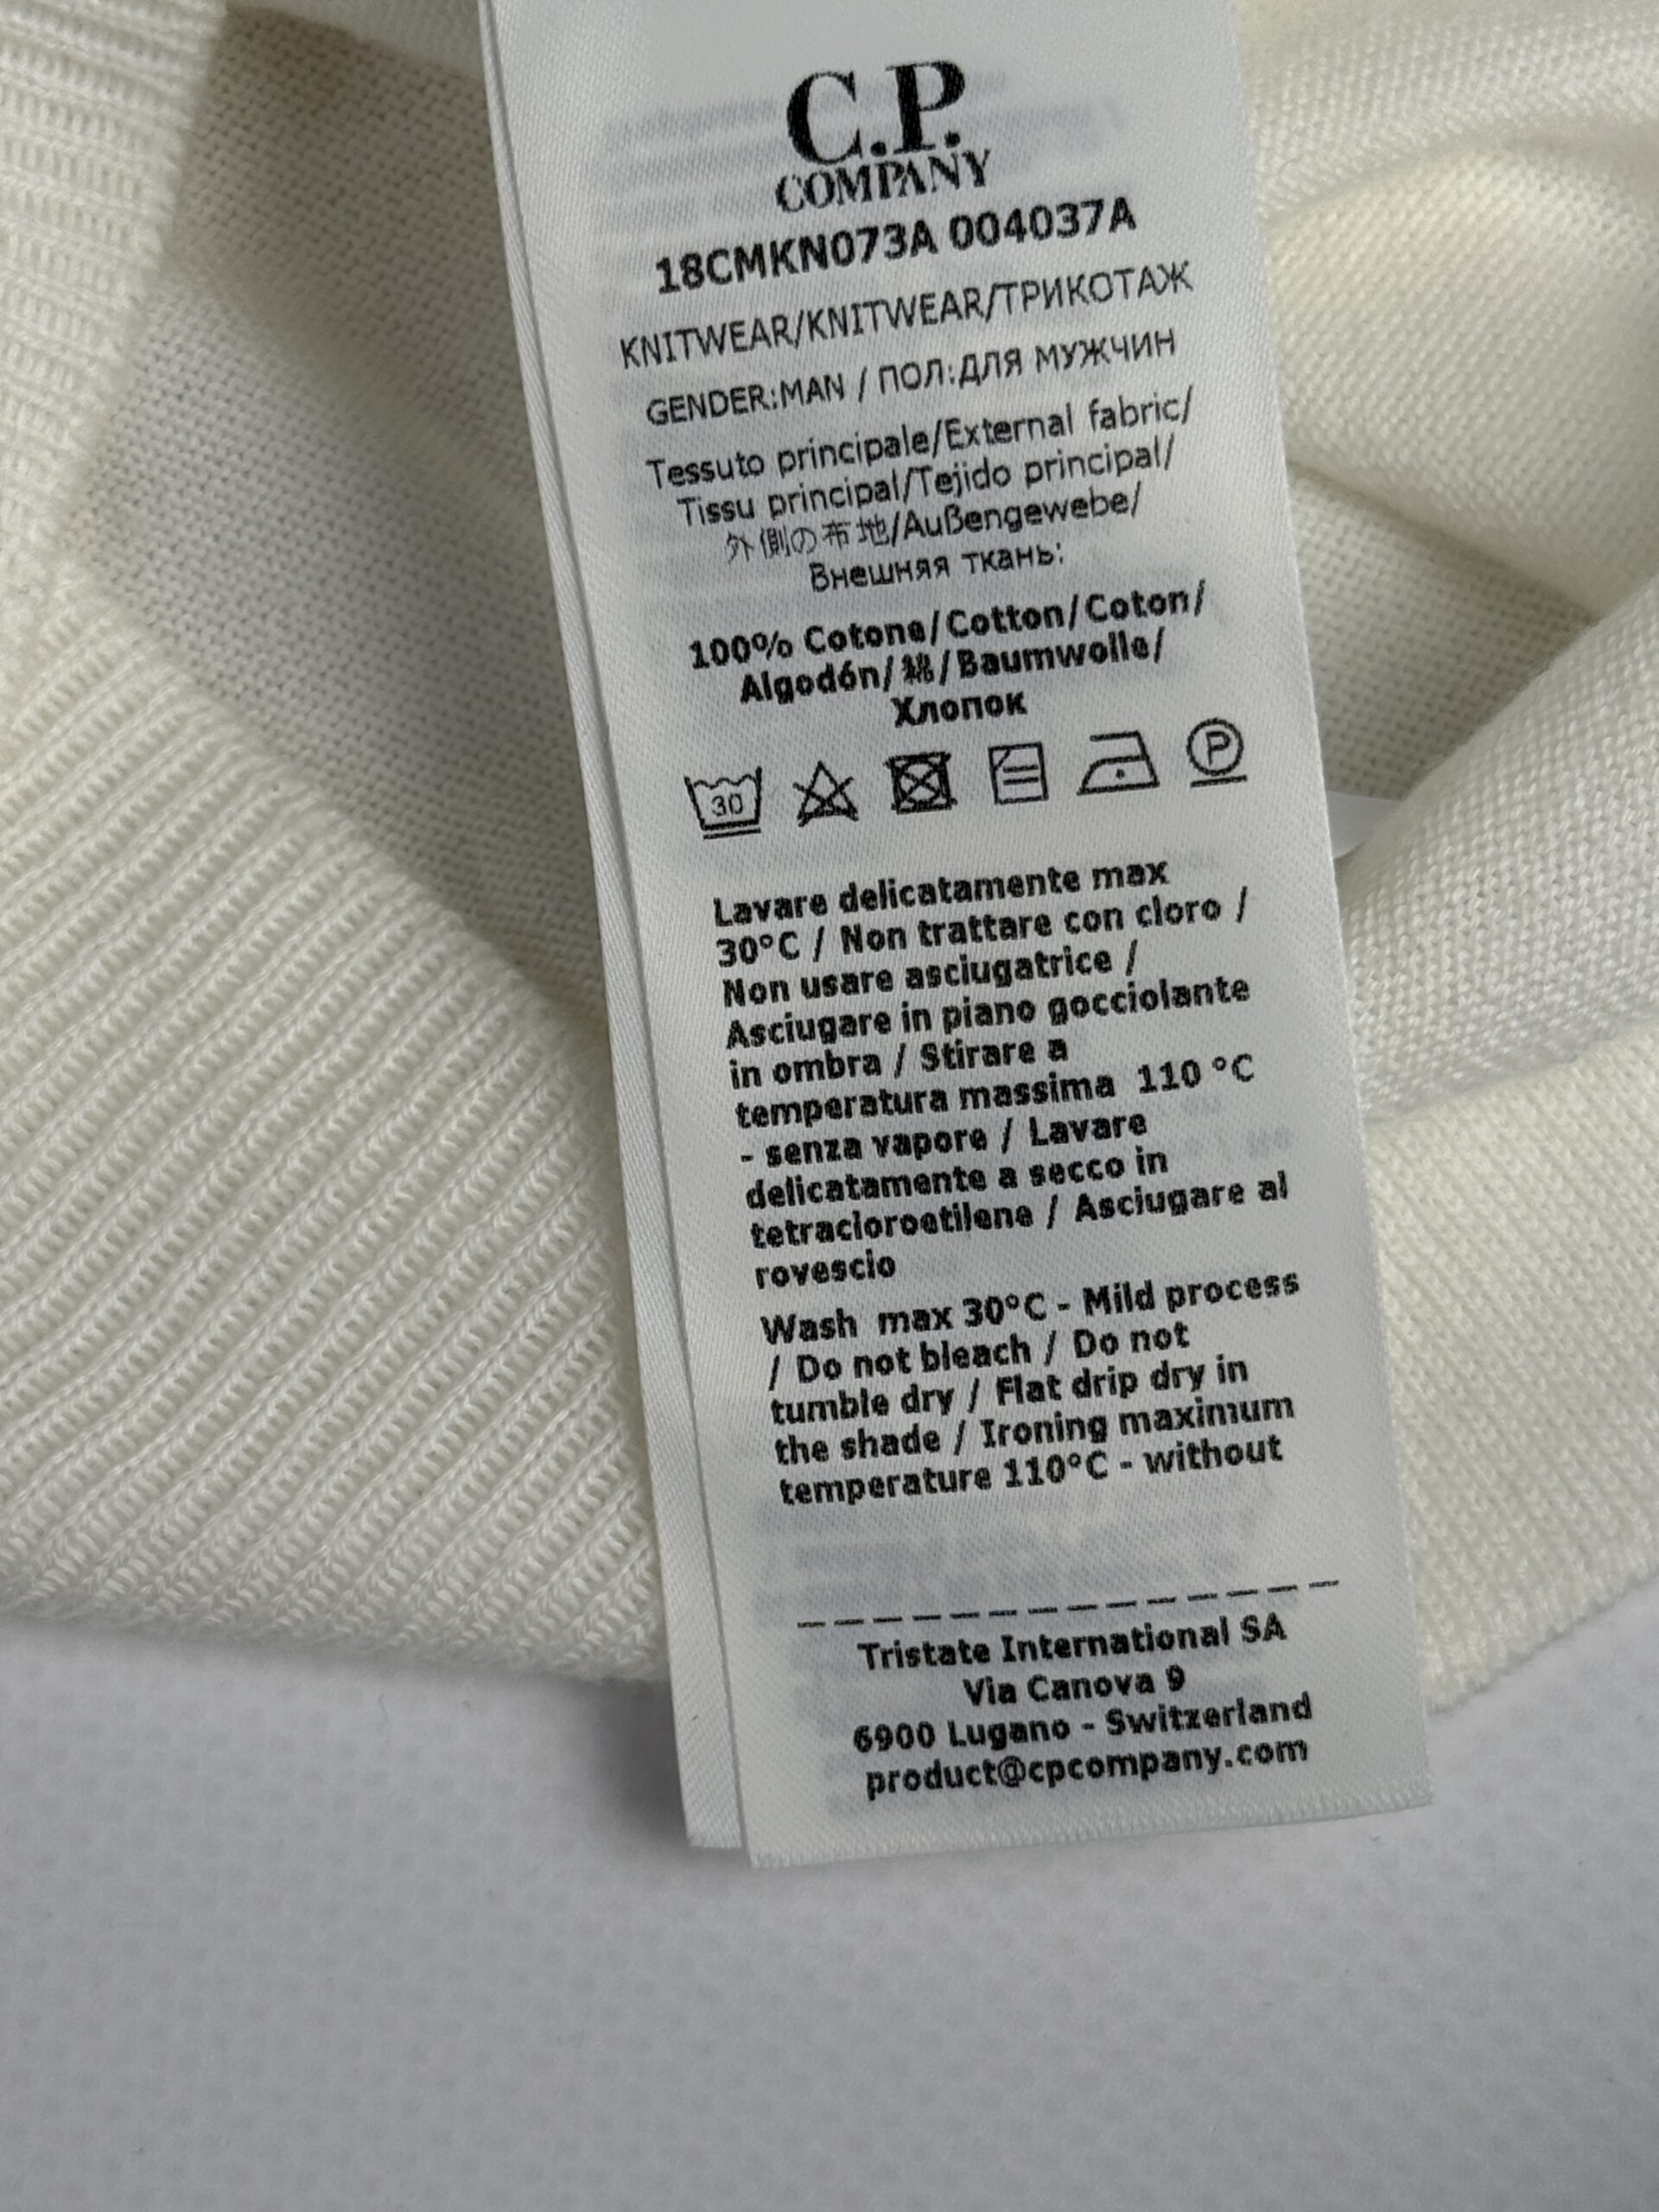 C.P.
COMPANY
18CMKN073A 004037A
KNITWEAR/KNITWEAR/ТРИКОТАЖ
GENDER:MAN / ПОЛ:ДЛЯ МУЖЧИН
Tessuto principale/External fabric/
Tissu principal/Tejido principal/
外側の布地/Außengewebe/
Внешняя ткань:
100% Cotone/Cotton/Coton/
Algodón/綿/Baumwolle/
Хлопок
30 P
Lavare delicatamente max
30°C / Non trattare con cloro /
Non usare asciugatrice /
Asciugare in piano gocciolante
in ombra / Stirare a
temperatura massima 110 °C
- senza vapore / Lavare
delicatamente a secco in
tetracloroetilene / Asciugare al
rovescio
Wash max 30°C - Mild process
/ Do not bleach / Do not
tumble dry / Flat drip dry in
the shade / Ironing maximum
temperature 110°C - without
Tristate International SA
Via Canova 9
6900 Lugano - Switzerland
product@cpcompany.com